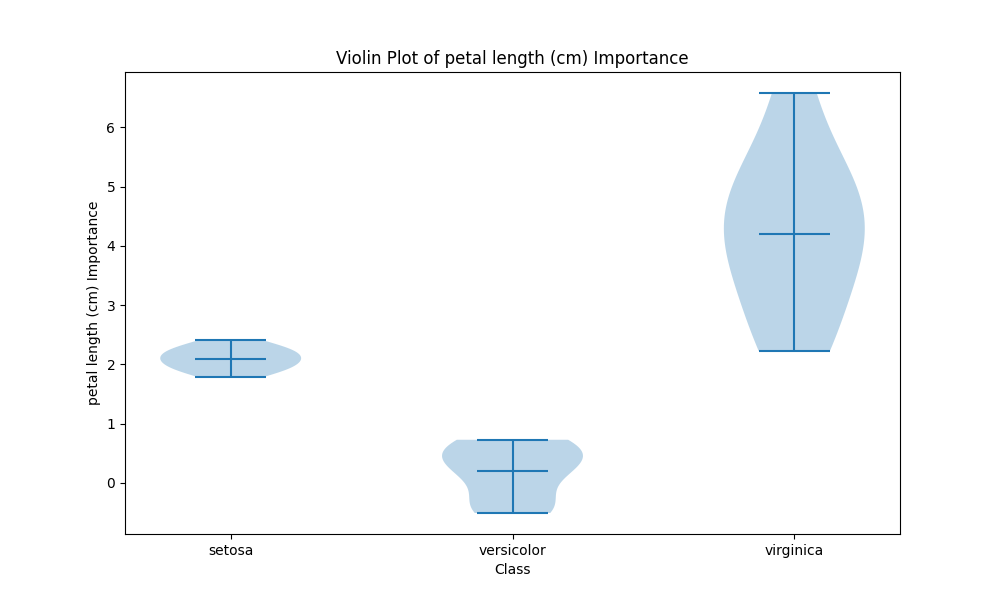 Violin Plot of petal length (cm) Importance
petal length (cm) Importance
6
5
4
3
2
1
0
setosa versicolor virginica
Class